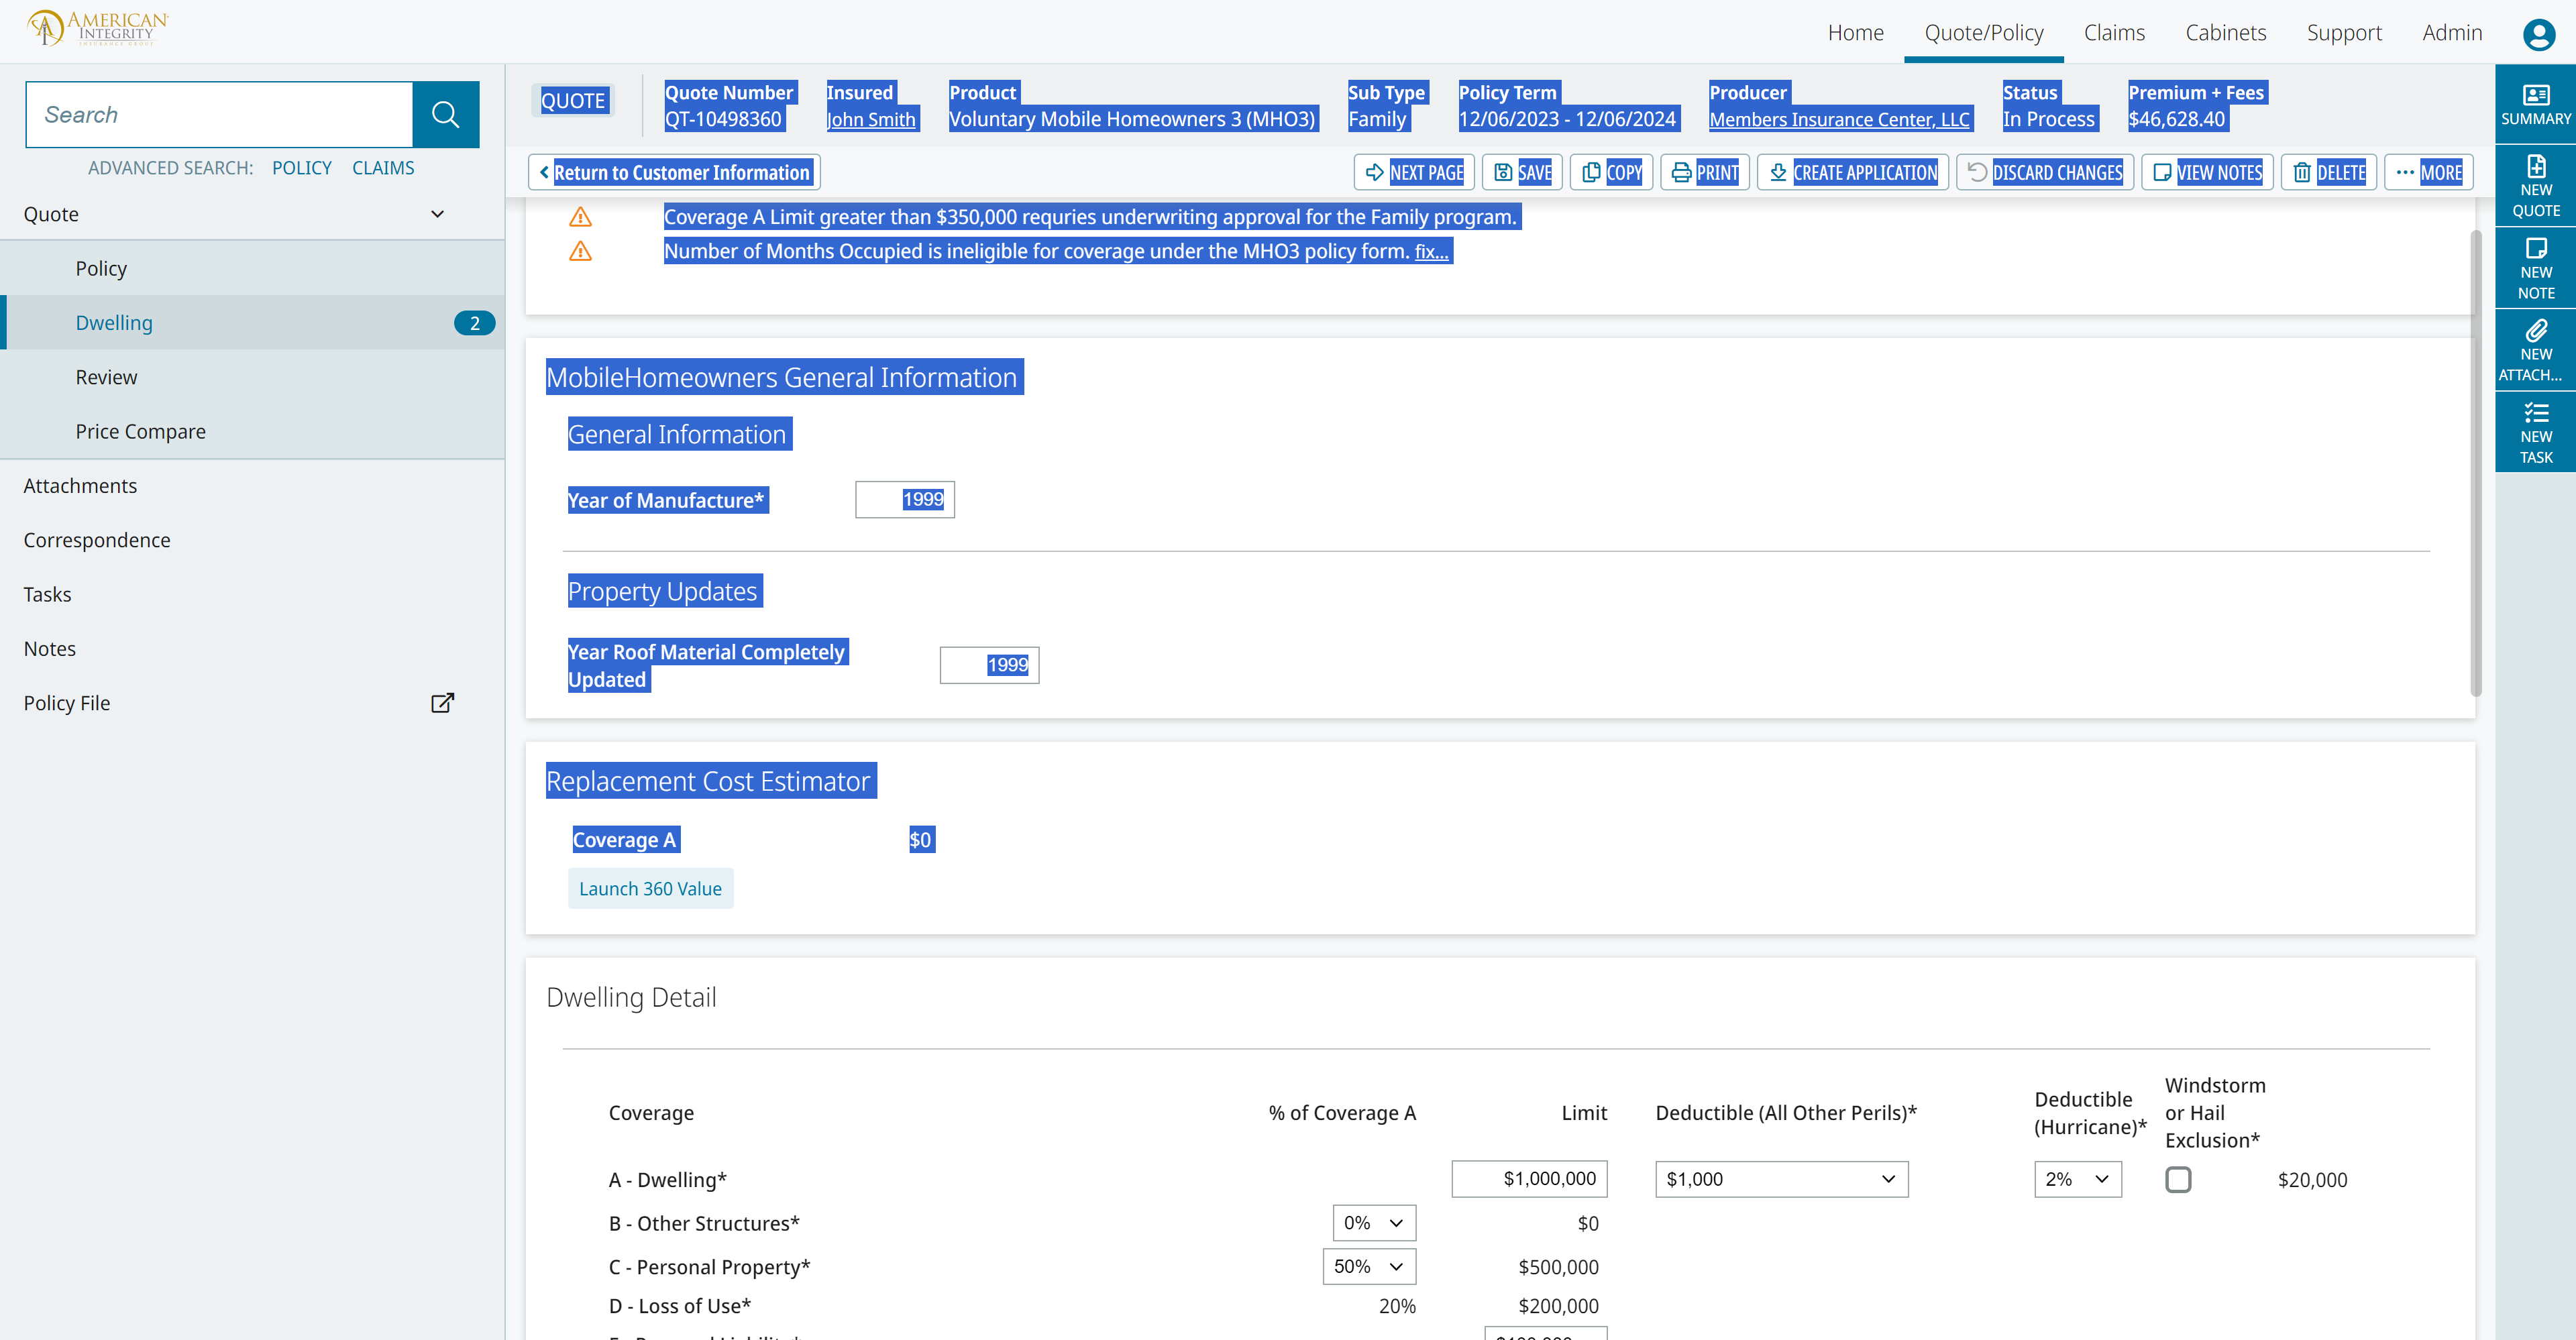 AMERICAN
INTEGRITY
INSURANCE GROUP
Home
Quote/Policy
Claims
Cabinets
Support
Admin
Search
ADVANCED SEARCH: POLICY CLAIMS
Quote
Policy
Dwelling 2
Review
Price Compare
Attachments
Correspondence
Tasks
Notes
Policy File
QUOTE
Quote Number
QT-10498360
Insured
John Smith
Product
Voluntary Mobile Homeowners 3 (MHO3)
Sub Type
Family
Policy Term
12/06/2023 - 12/06/2024
Producer
Members Insurance Center, LLC
Status
In Process
Premium + Fees
$46,628.40
Return to Customer Information
NEXT PAGE
SAVE
COPY
PRINT
CREATE APPLICATION
DISCARD CHANGES
VIEW NOTES
DELETE
MORE
Coverage A Limit greater than $350,000 requries underwriting approval for the Family program.
Number of Months Occupied is ineligible for coverage under the MHO3 policy form. fix...
MobileHomeowners General Information
General Information
Year of Manufacture* 1999
Property Updates
Year Roof Material Completely
Updated
1999
Replacement Cost Estimator
Coverage A $0
Launch 360 Value
Dwelling Detail
Coverage
% of Coverage A
Limit
Deductible (All Other Perils)*
Deductible
(Hurricane)*
Windstorm
or Hail
Exclusion*
A - Dwelling* $1,000,000 $1,000 2% $20,000
B - Other Structures* 0% $0
C - Personal Property* 50% $500,000
D - Loss of Use* 20% $200,000
SUMMARY
NEW
QUOTE
NEW
NOTE
NEW
ATTACH...
NEW
TASK